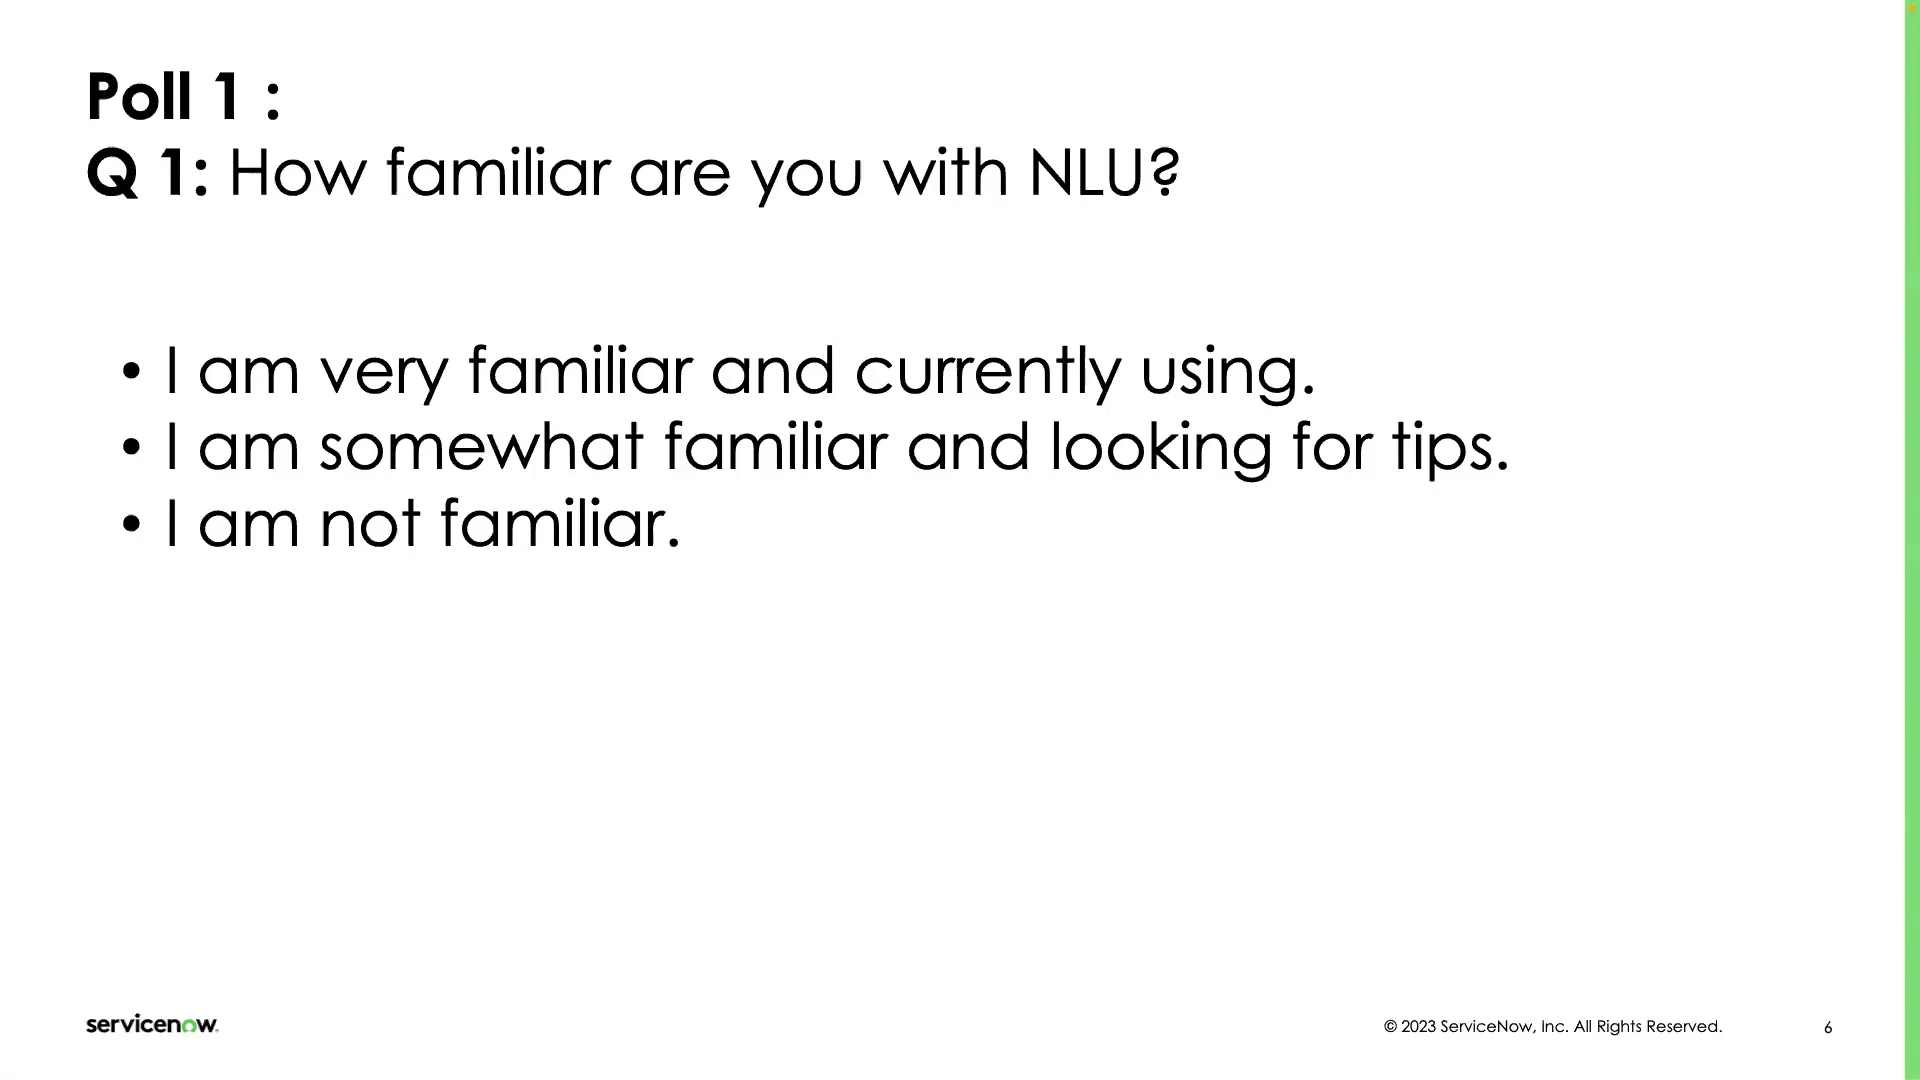 Poll 1 :
Q 1: How familiar are you with NLU?
• I am very familiar and currently using.
• I am somewhat familiar and looking for tips.
• I am not familiar.
servicenow.
© 2023 ServiceNow, Inc. All Rights Reserved.
6